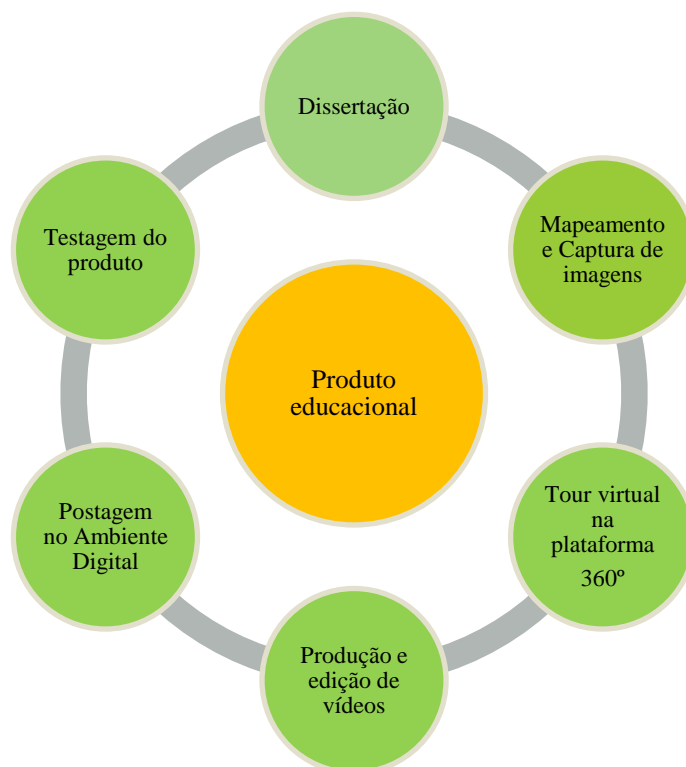 Dissertação
Mapeamento
e Captura de
imagens
Tour virtual
na
plataforma
360º
Produção e
edição de
vídeos
Postagem
no Ambiente
Digital
Testagem do
produto
Produto
educacional